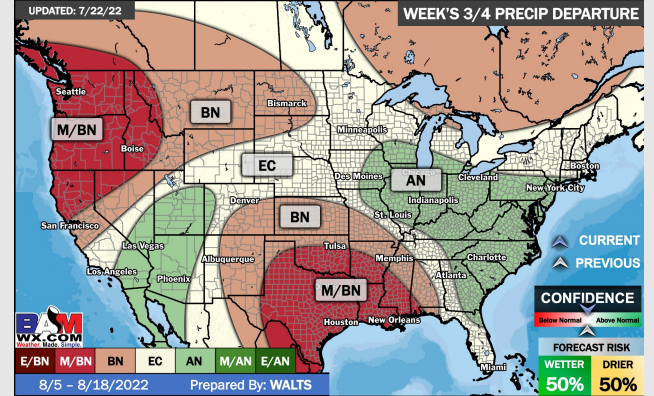 UPDATED: 7/22/22
WEEK'S 3/4 PRECIP DEPARTURE
Seattle
BN
Bismarck
M/BN
Minneapolis
Boise
EC
Des Moines
AN
Cleveland
Boston
New York City
Denver
Indianapolis
BN
St. Louis
San Francisco
Las Vegas
Tulsa
CURRENT
Albuquerque
Memphis
Charlotte
PREVIOUS
Los Angeles
Phoenix
Atlanta
M/BN
CONFIDENCE
Below Normal
Above Normal
BAM
WX.COM
Weather. Made. Simple.
Houston
New Orleans
FORECAST RISK
E/BN
M/BN
BN
EC
AN
M/AN
E/AN
Miami
WETTER
DRIER
50%
50%
8/5 – 8/18/2022
Prepared By: WALTS